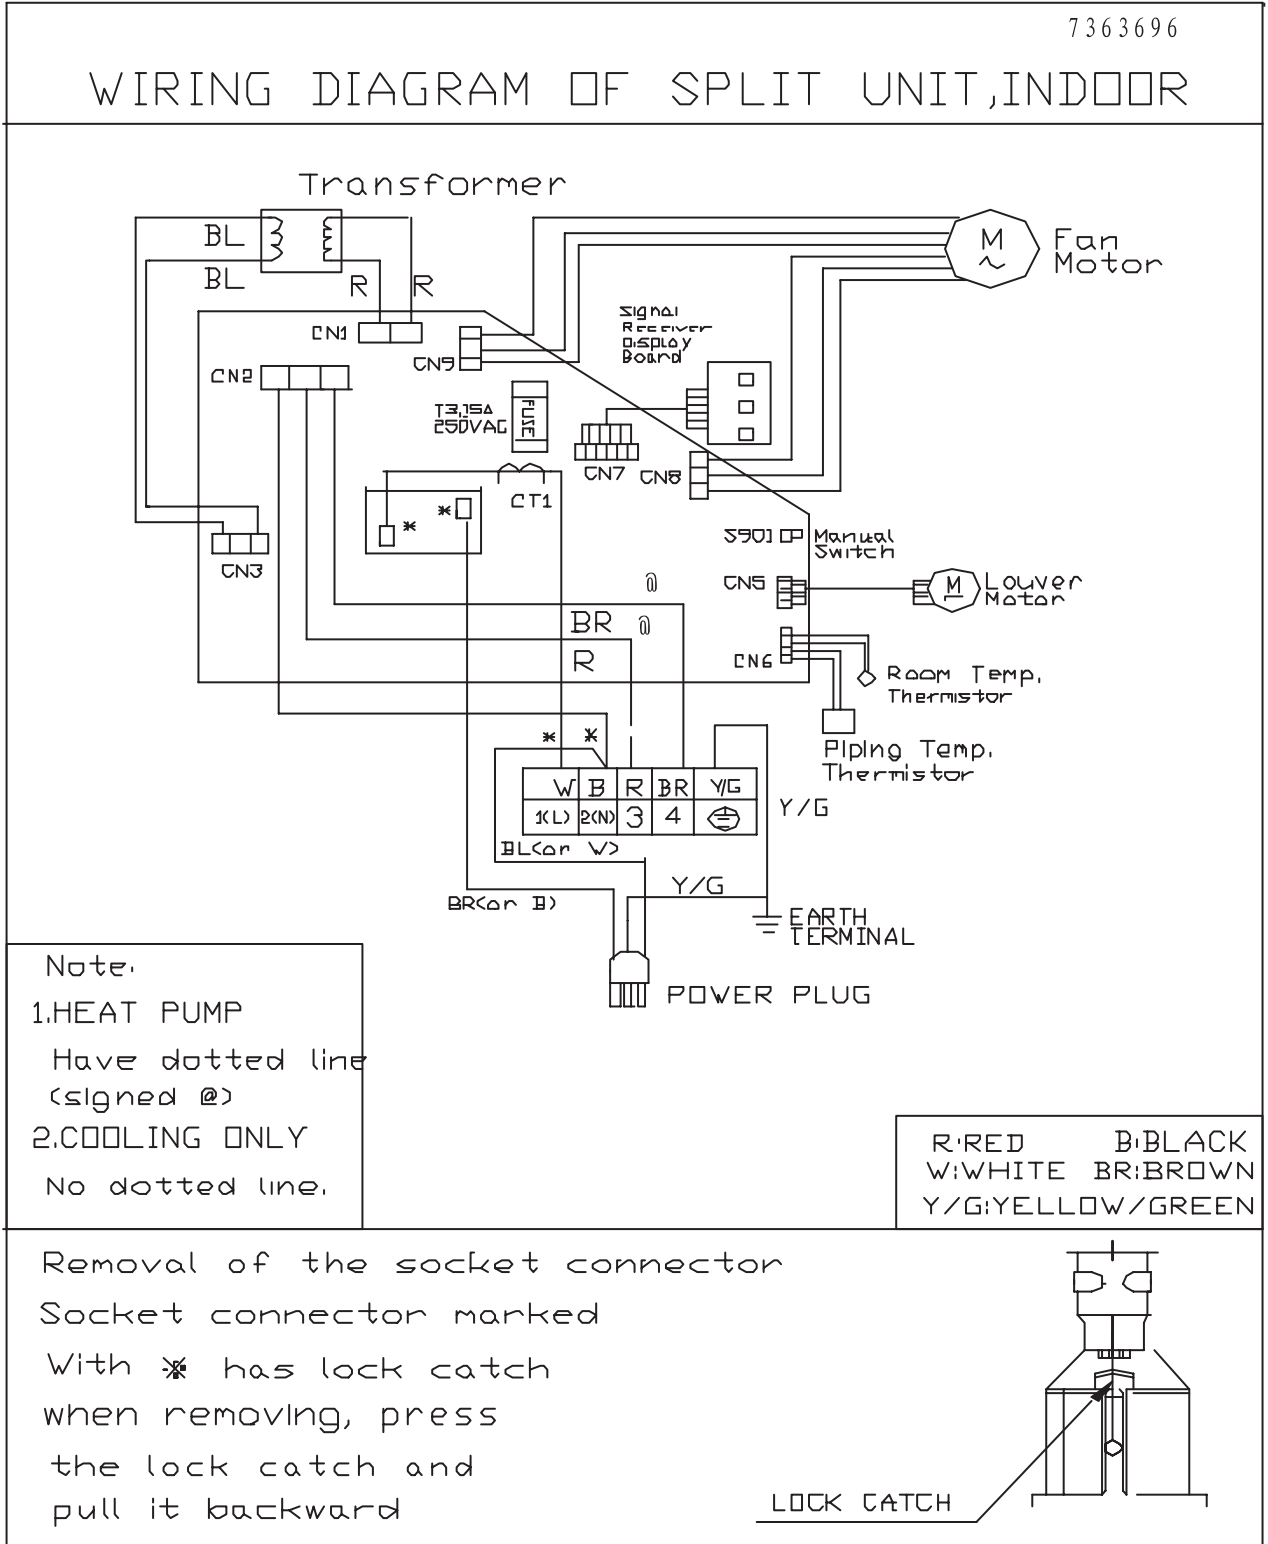 7363696
WIRING DIAGRAM OF SPLIT UNIT,INDOOR
Transformer
BL
BL
R
R
M
~
Fan
Motor
CN1
CN9
Signal
Receiver
Display
Board
CN2
T3.15A
250VAC
FUSE
CN7
CN8
CT1
*
*
CN3
S901
Manual
Switch
CN5
M
Louver
Motor
@
BR
@
R
CN6
Room Temp.
Thermistor
Piping Temp.
Thermistor
*
*
W B R BR Y/G
1(L) 2(N) 3 4
Y/G
BL(or W)
Y/G
BR(or B)
EARTH
TERMINAL
POWER PLUG
Note.
1.HEAT PUMP
Have dotted line
(signed @)
2.COOLING ONLY
No dotted line.
R:RED B:BLACK
W:WHITE BR:BROWN
Y/G:YELLOW/GREEN
Removal of the socket connector
Socket connector marked
With ※ has lock catch
when removing, press
the lock catch and
pull it backward
LOCK CATCH